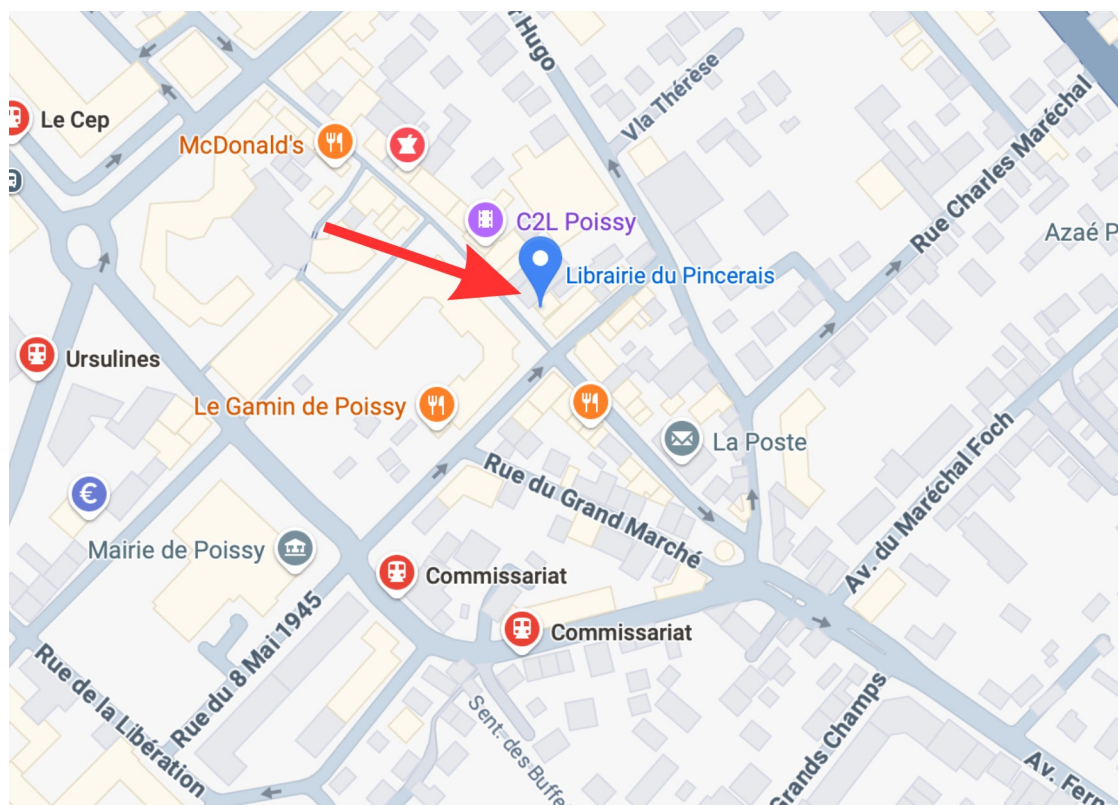 Hugo
Vla Thérèse
Le Cep
McDonald's
Rue Charles Maréchal
C2L Poissy
Azaé P
Librairie du Pincerais
Ursulines
Le Gamin de Poissy
La Poste
Rue du Grand Marché
€
Av. du Maréchal Foch
Mairie de Poissy
Commissariat
Commissariat
Rue du 8 Mai 1945
Rue de la Libération
Sent. des Buffe
Grands Champs
Av. Fer